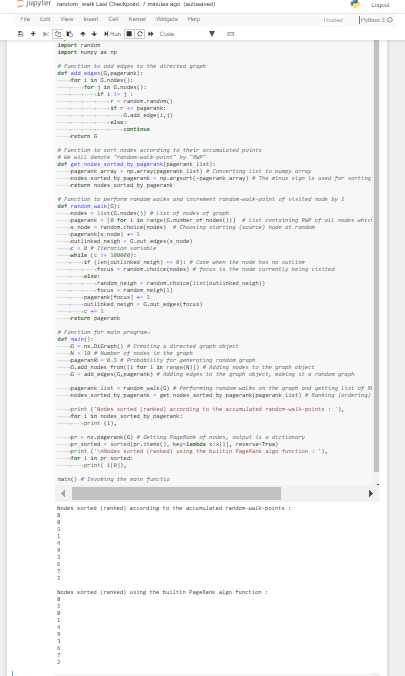 jupyter random_walk Last Checkpoint: 7 minutes ago (autosaved)
Logout
File Edit View Insert Cell Kernel Widgets Help
Trusted Python 3
Run Code
import random
import numpy as np
# Function to add edges to the directed graph
def add_edges(G,pagerank):
for i in G.nodes():
for j in G.nodes():
if i != j :
r = random.random()
if r <= pagerank:
G.add_edge(i,j)
else:
continue
return G
# Function to sort nodes according to their accumulated points
# We will denote "random-walk-point" by "RWP"
def get_nodes_sorted_by_pagerank(pagerank_list):
pagerank_array = np.array(pagerank_list) # Converting list to numpy array
nodes_sorted_by_pagerank = np.argsort(-pagerank_array) # The minus sign is used for sorting
return nodes_sorted_by_pagerank
# Function to perform random walks and increment random-walk-point of visited node by 1
def random_walk(G):
nodes = list(G.nodes()) # List of nodes of graph
pagerank = [0 for i in range(G.number_of_nodes())] # List containing RWP of all nodes whic
s_node = random.choice(nodes) # Choosing starting (source) node at random
pagerank[s_node] += 1
outlinked_neigh = G.out_edges(s_node)
c = 0 # Iteration variable
while (c != 100000):
if (len(outlinked_neigh) == 0): # Case when the node has no outlink
focus = random.choice(nodes) # focus is the node currently being visited
else:
random_neigh = random.choice(list(outlinked_neigh))
focus = random_neigh[1]
pagerank[focus] += 1
outlinked_neigh = G.out_edges(focus)
c += 1
return pagerank
# Function for main program.
def main():
G = nx.DiGraph() # Creating a directed graph object
N = 10 # Number of nodes in the graph
pagerank = 0.3 # Probability for generating random graph
G.add_nodes_from([i for i in range(N)]) # Adding nodes to the graph object
G = add_edges(G,pagerank) # Adding edges to the graph object, making it a random graph
pagerank_list = random_walk(G) # Performing random walks on the graph and getting list of R
nodes_sorted_by_pagerank = get_nodes_sorted_by_pagerank(pagerank_list) # Ranking (ordering)
print ('Nodes sorted (ranked) according to the accumulated random-walk-points : '),
for i in nodes_sorted_by_pagerank:
print (i),
pr = nx.pagerank(G) # Getting PageRank of nodes, output is a dictionary
pr_sorted = sorted(pr.items(), key=lambda x:x[1], reverse=True)
print ('\nNodes sorted (ranked) using the builtin PageRank algo function : '),
for i in pr_sorted:
print( i[0]),
main() # Invoking the main functio
Nodes sorted (ranked) according to the accumulated random-walk-points :
8
0
5
1
4
9
3
6
7
2
Nodes sorted (ranked) using the builtin PageRank algo function :
8
5
0
1
4
9
3
6
7
2